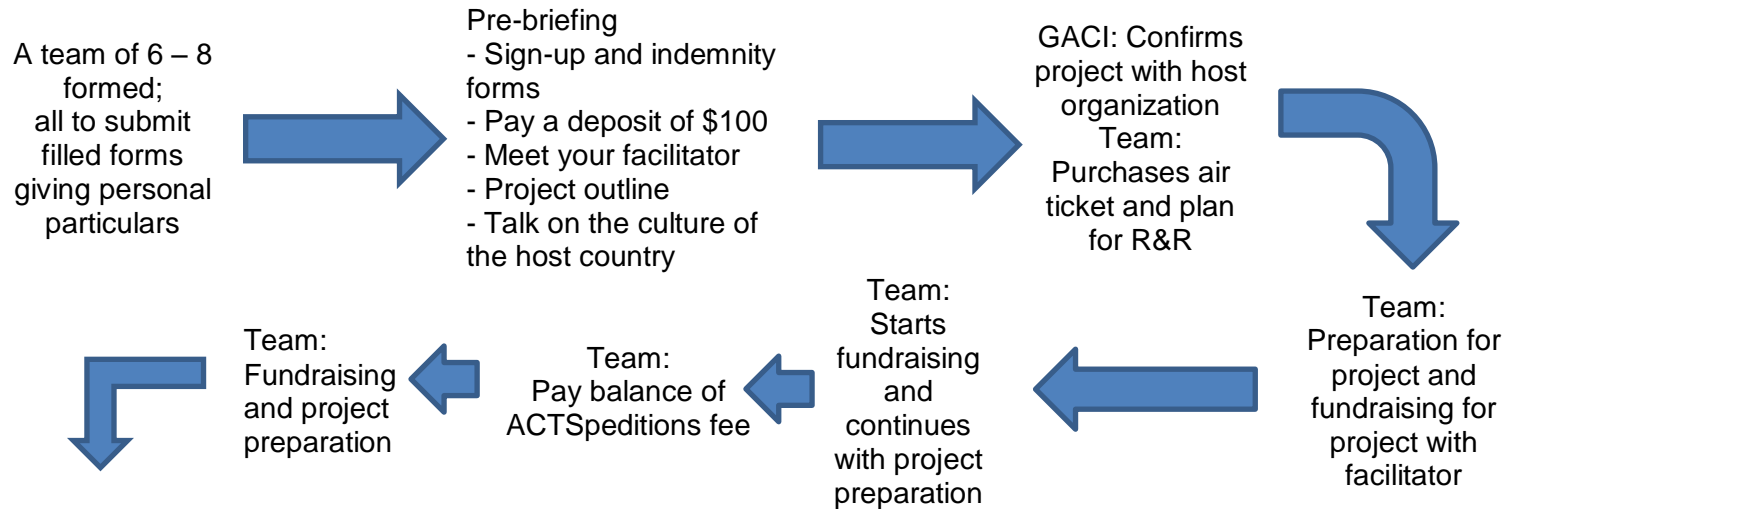 A team of 6 – 8
formed;
all to submit
filled forms
giving personal
particulars
Pre-briefing
- Sign-up and indemnity
forms
- Pay a deposit of $100
- Meet your facilitator
- Project outline
- Talk on the culture of
the host country
GACI: Confirms
project with host
organization
Team:
Purchases air
ticket and plan
for R&R
Team:
Preparation for
project and
fundraising for
project with
facilitator
Team:
Starts
fundraising
and
continues
with project
preparation
Team:
Pay balance of
ACTSpeditions fee
Team:
Fundraising
and project
preparation